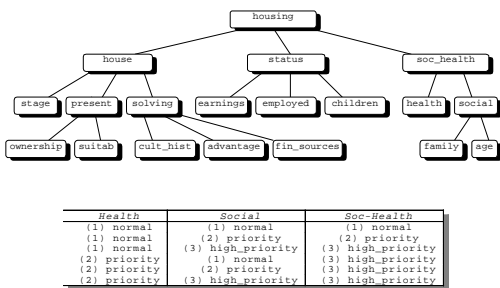 housing
house status soc_health
stage present solving earnings employed children health social
ownership suitab cult_hist advantage fin_sources family age
Health Social Soc-Health
(1) normal (1) normal (1) normal
(1) normal (2) priority (2) priority
(1) normal (3) high_priority (3) high_priority
(2) priority (1) normal (3) high_priority
(2) priority (2) priority (3) high_priority
(2) priority (3) high_priority (3) high_priority